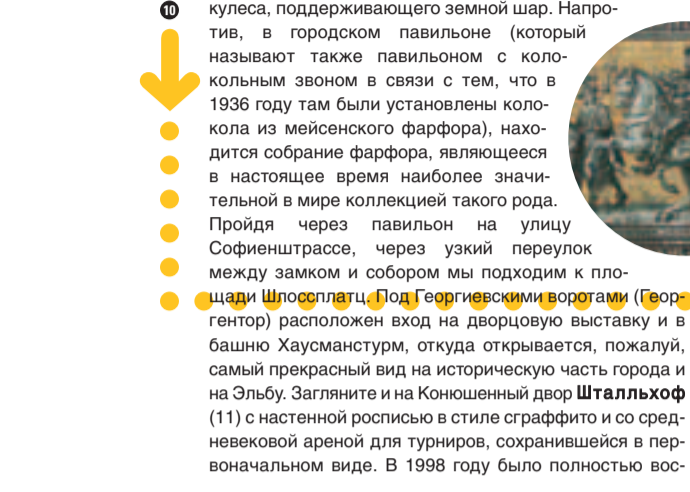 10
кулеса, поддерживающего земной шар. Напро-
тив, в городском павильоне (который
называют также павильоном с коло-
кольным звоном в связи с тем, что в
1936 году там были установлены коло-
кола из мейсенского фарфора), нахо-
дится собрание фарфора, являющееся
в настоящее время наиболее значи-
тельной в мире коллекцией такого рода.
Пройдя через павильон на улицу
Софиенштрассе, через узкий переулок
между замком и собором мы подходим к пло-
щади Шлоссплатц. Под Георгиевскими воротами (Геор-
гентор) расположен вход на дворцовую выставку и в
башню Хаусманстурм, откуда открывается, пожалуй,
самый прекрасный вид на историческую часть города и
на Эльбу. Загляните и на Конюшенный двор Шталльхоф
(11) с настенной росписью в стиле сграффито и со сред-
невековой ареной для турниров, сохранившейся в пер-
воначальном виде. В 1998 году было полностью вос-